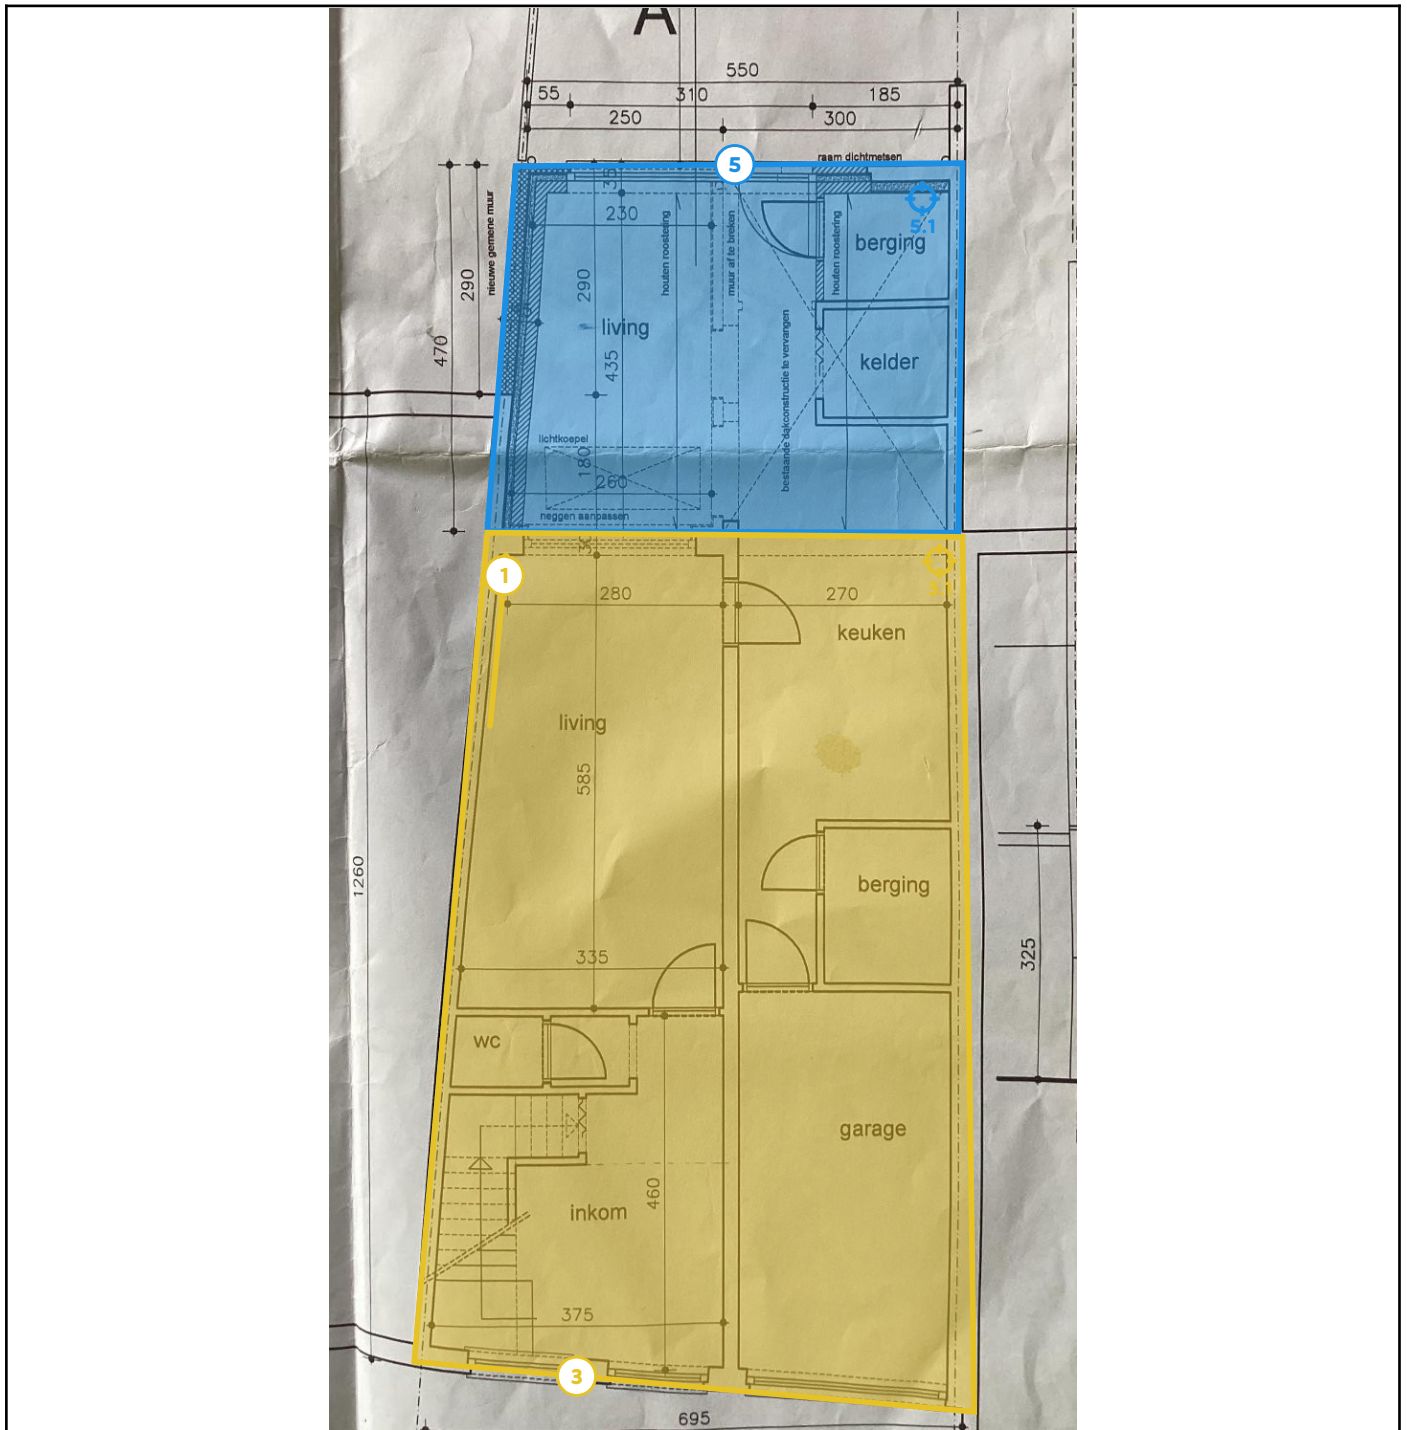 A
550
55 310 185
250 300
raam dichtmetsen
5
35
nieuwe gemene muur
290
470
230
houten roostering
muur af te breken
houten roostering
berging
5.1
290
living
435
bestaande dakconstructie te vervangen
kelder
lichtkoepel
180
260
neggen aanpassen
30
1
280
270
keuken
living
585
1260
berging
335
325
wc
garage
460
inkom
375
3
695